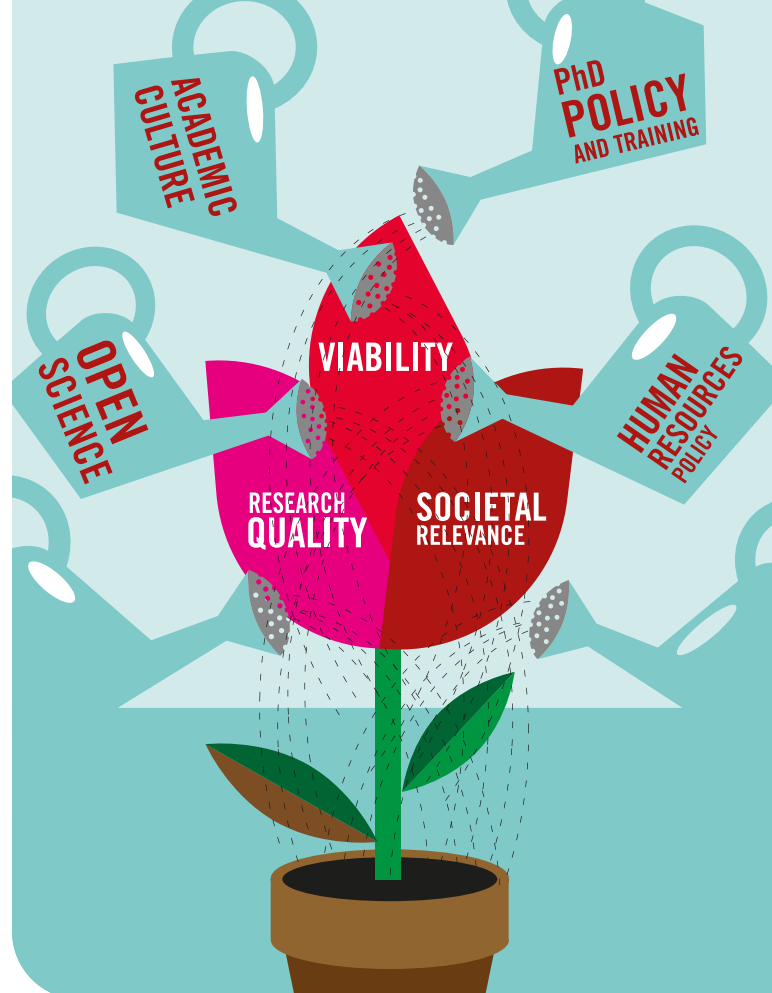 ACADEMIC
CULTURE
PhD
POLICY
AND TRAINING
OPEN
SCIENCE
VIABILITY
HUMAN
RESOURCES
POLICY
RESEARCH
QUALITY
SOCIETAL
RELEVANCE